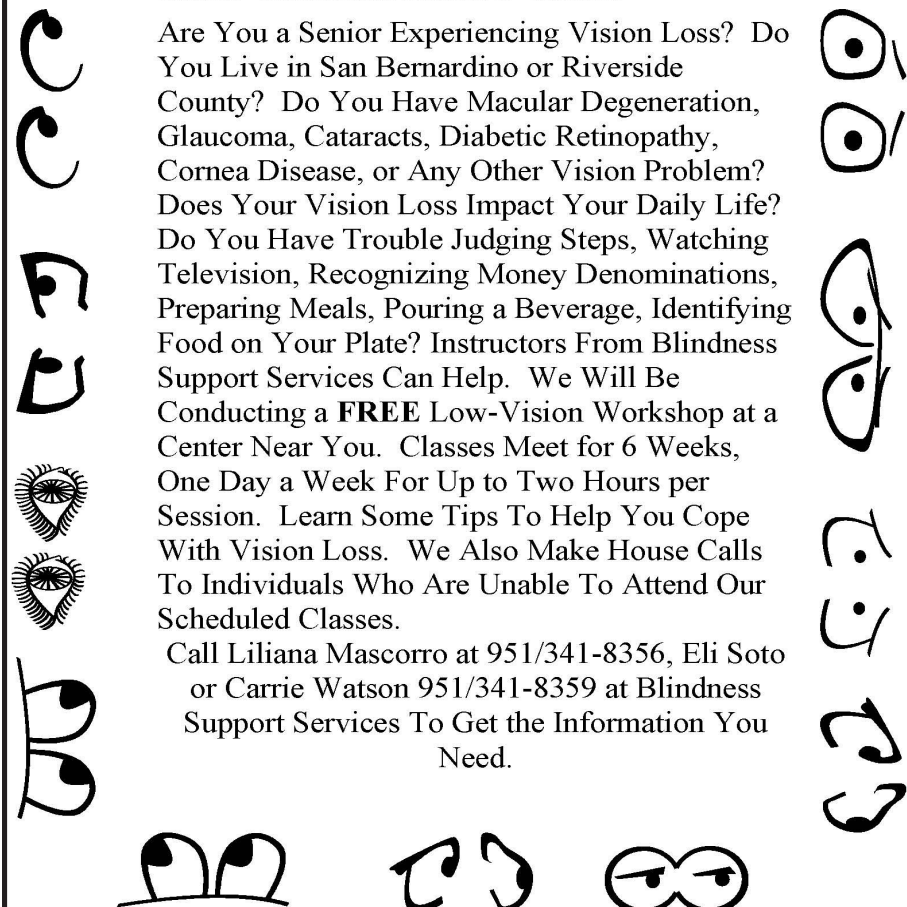 Are You a Senior Experiencing Vision Loss?  Do
You Live in San Bernardino or Riverside
County?  Do You Have Macular Degeneration,
Glaucoma, Cataracts, Diabetic Retinopathy,
Cornea Disease, or Any Other Vision Problem?
Does Your Vision Loss Impact Your Daily Life?
Do You Have Trouble Judging Steps, Watching
Television, Recognizing Money Denominations,
Preparing Meals, Pouring a Beverage, Identifying
Food on Your Plate? Instructors From Blindness
Support Services Can Help.  We Will Be
Conducting a FREE Low-Vision Workshop at a
Center Near You.  Classes Meet for 6 Weeks,
One Day a Week For Up to Two Hours per
Session.  Learn Some Tips To Help You Cope
With Vision Loss.  We Also Make House Calls
To Individuals Who Are Unable To Attend Our
Scheduled Classes.
Call Liliana Mascorro at 951/341-8356, Eli Soto
or Carrie Watson 951/341-8359 at Blindness
Support Services To Get the Information You
Need.